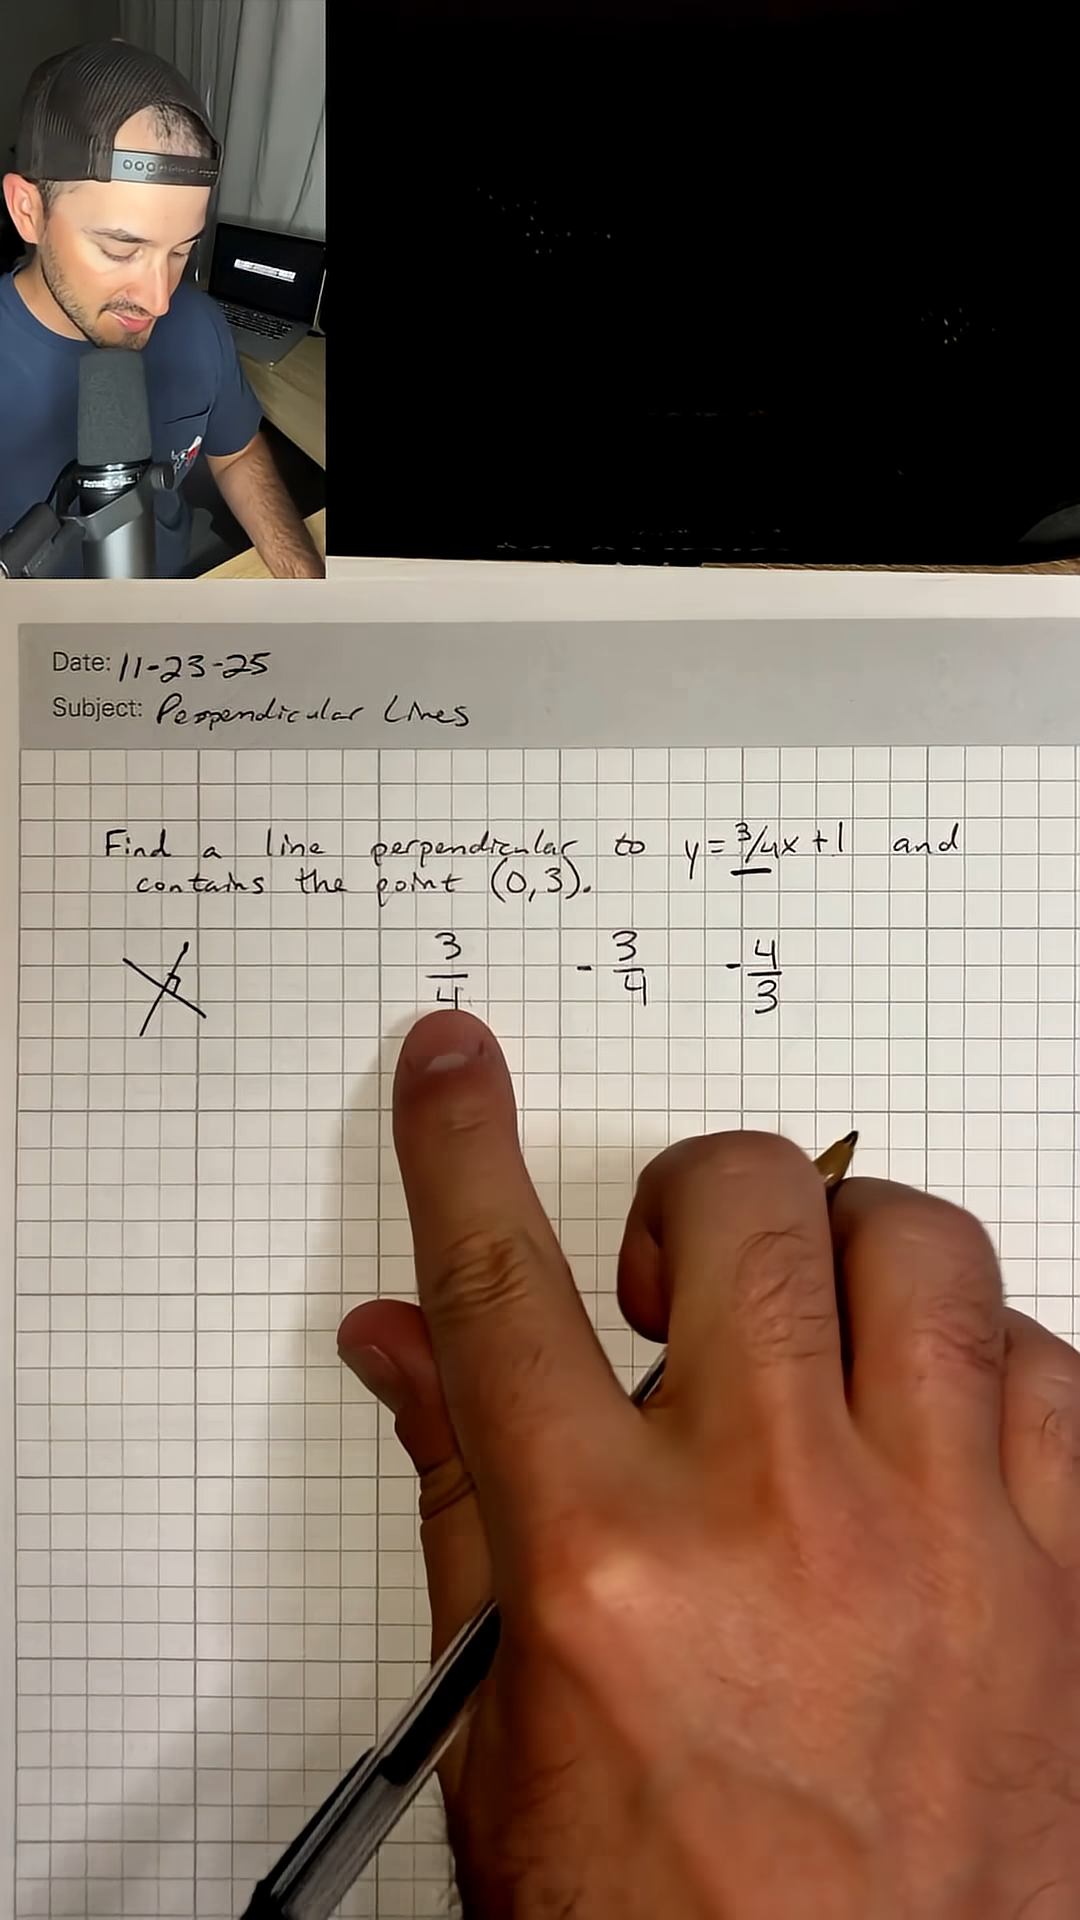 Date: 11-23-25
Subject: Perpendicular Lines
Find a line perpendicular to y = 3/4x + 1 and
contains the point (0,3).
3/4 -3/4 -4/3